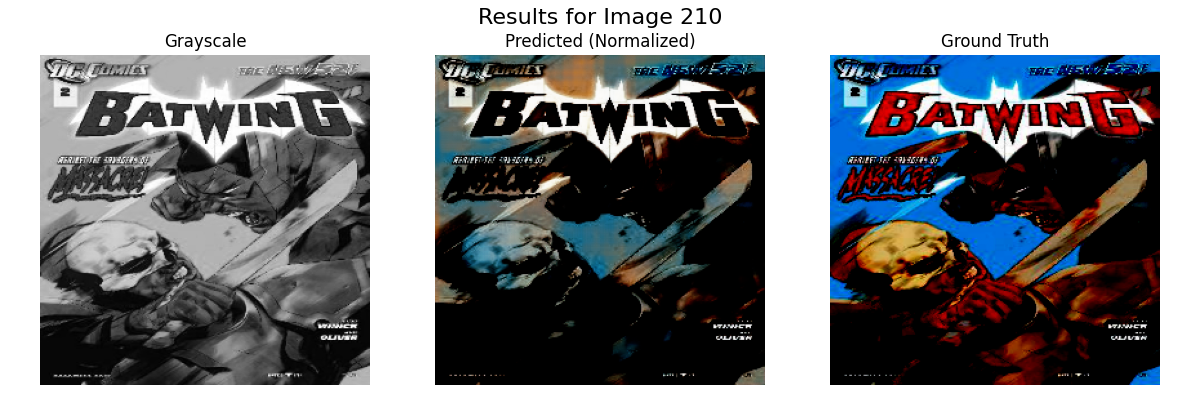 Results for Image 210
Grayscale
DC COMICS
THE NEW 52!
2
BATWING
AGAINST THE SAVAGERY OF
MASSACRE!
WINICK
OLIVER
Predicted (Normalized)
DC COMICS
THE NEW 52!
2
BATWING
AGAINST THE SAVAGERY OF
MASSACRE!
WINICK
OLIVER
Ground Truth
DC COMICS
THE NEW 52!
2
BATWING
AGAINST THE SAVAGERY OF
MASSACRE!
WINICK
OLIVER